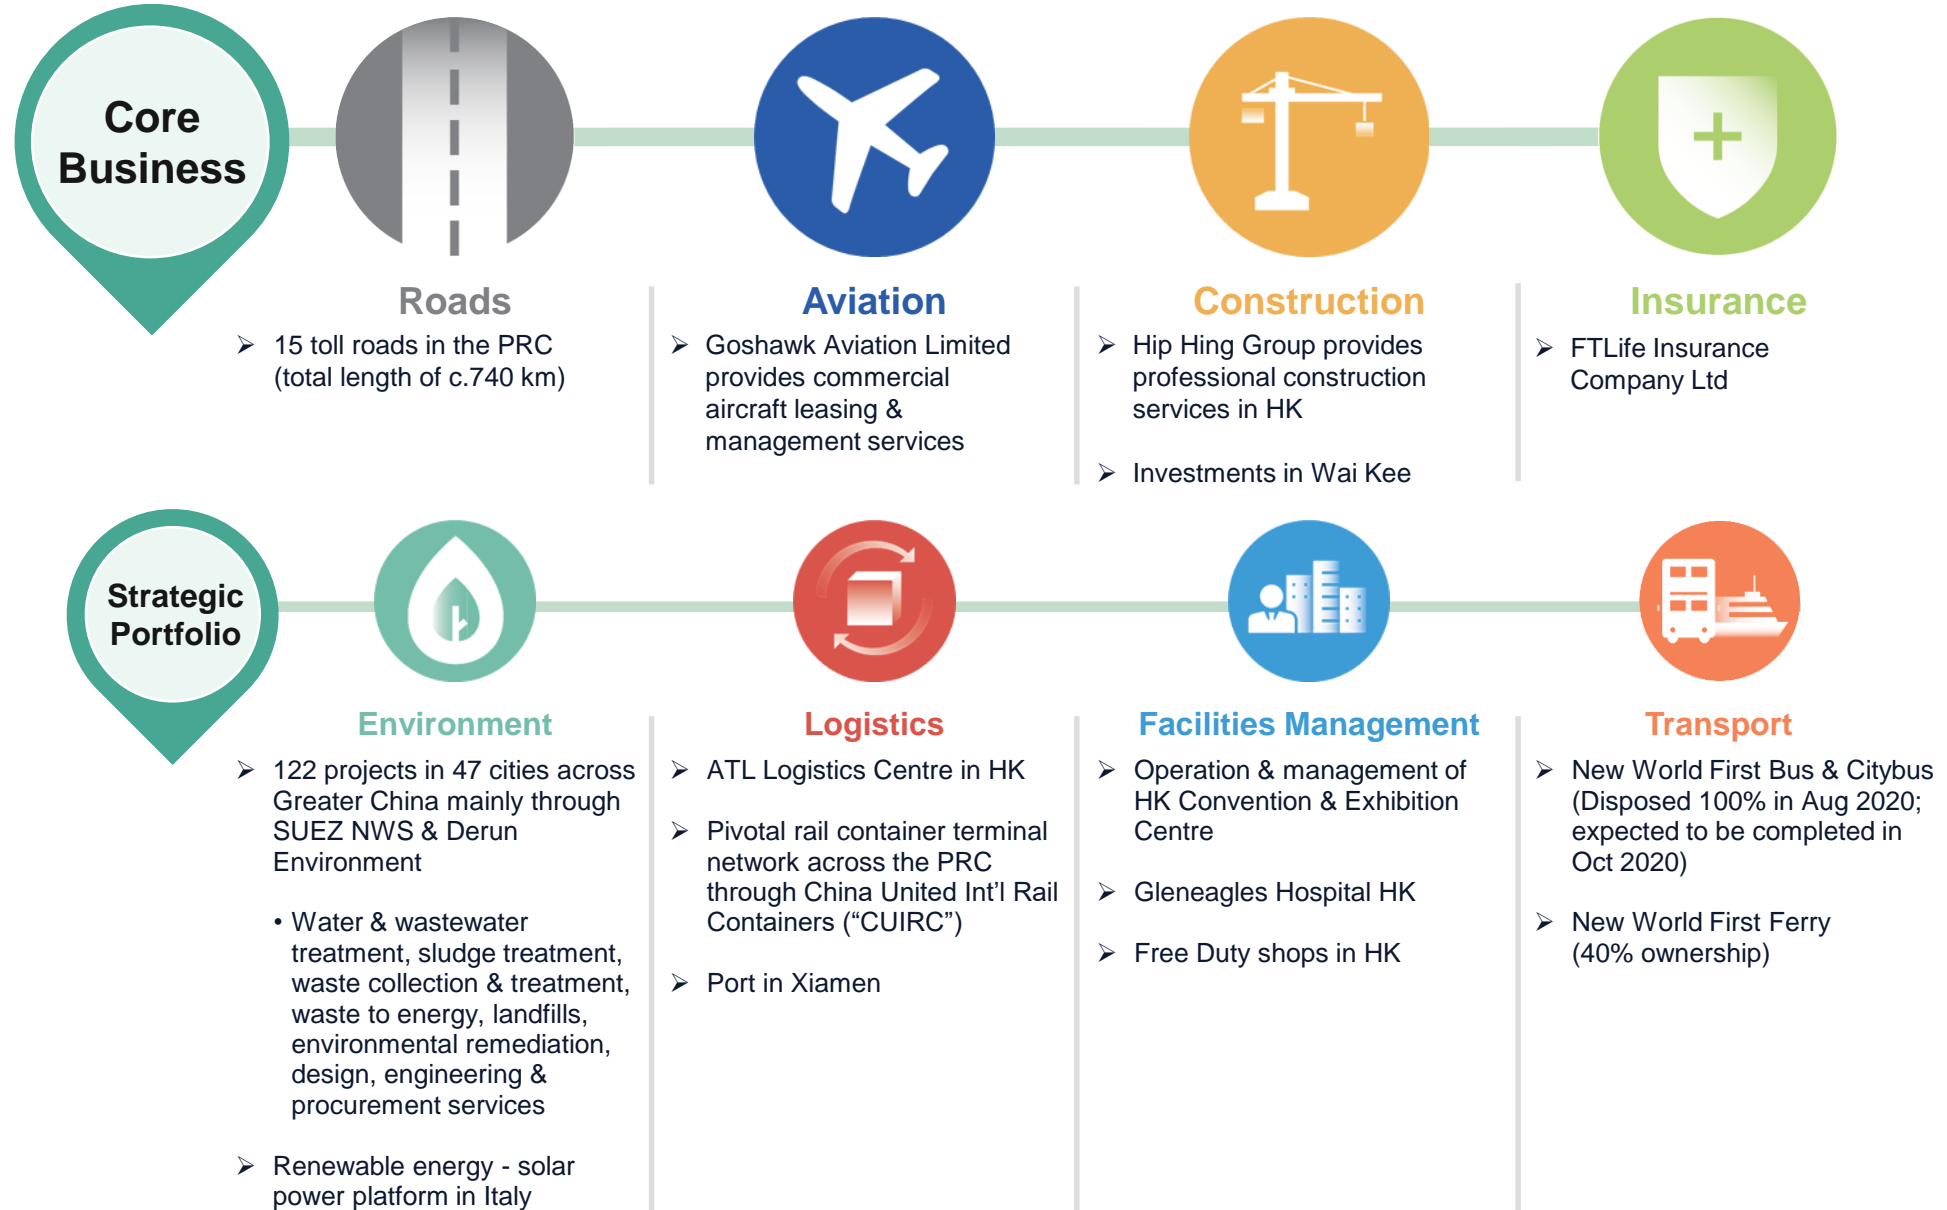 Core
Business
Roads
➢ 15 toll roads in the PRC
(total length of c.740 km)
Aviation
➢ Goshawk Aviation Limited
provides commercial
aircraft leasing &
management services
Construction
➢ Hip Hing Group provides
professional construction
services in HK
➢ Investments in Wai Kee
Insurance
➢ FTLife Insurance
Company Ltd
Strategic
Portfolio
Environment
➢ 122 projects in 47 cities across
Greater China mainly through
SUEZ NWS & Derun
Environment
• Water & wastewater
treatment, sludge treatment,
waste collection & treatment,
waste to energy, landfills,
environmental remediation,
design, engineering &
procurement services
➢ Renewable energy - solar
power platform in Italy
Logistics
➢ ATL Logistics Centre in HK
➢ Pivotal rail container terminal
network across the PRC
through China United Int’l Rail
Containers (“CUIRC”)
➢ Port in Xiamen
Facilities Management
➢ Operation & management of
HK Convention & Exhibition
Centre
➢ Gleneagles Hospital HK
➢ Free Duty shops in HK
Transport
➢ New World First Bus & Citybus
(Disposed 100% in Aug 2020;
expected to be completed in
Oct 2020)
➢ New World First Ferry
(40% ownership)